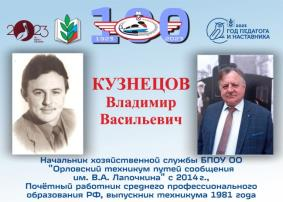 2023
100
1923 2023
2023
ГОД ПЕДАГОГА
И НАСТАВНИКА
КУЗНЕЦОВ
Владимир
Васильевич
Начальник хозяйственной службы БПОУ ОО
"Орловский техникум путей сообщения
им. В.А. Лапочкина" с 2014 г.,
Почётный работник среднего профессионального
образования РФ, выпускник техникума 1981 года